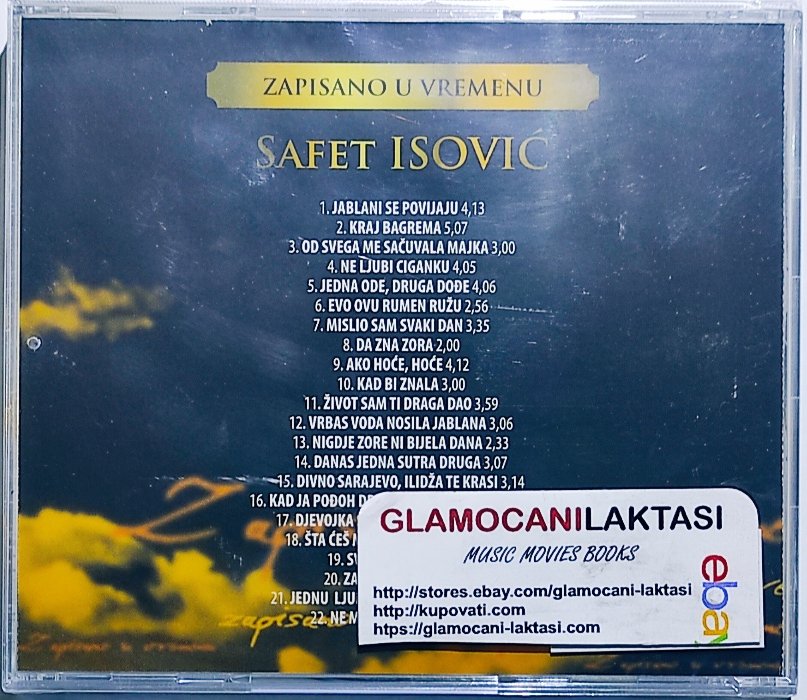 ZAPISANO U VREMENU
SAFET ISOVIĆ
1. JABLANI SE POVIJAJU 4,13
2. KRAJ BAGREMA 5,07
3. OD SVEGA ME SAČUVALA MAJKA 3,00
4. NE LJUBI CIGANKU 4,05
5. JEDNA ODE, DRUGA DOĐE 4,06
6. EVO OVU RUMEN RUŽU 2,56
7. MISLIO SAM SVAKI DAN 3,35
8. DA ZNA ZORA 2,00
9. AKO HOĆE, HOĆE 4,12
10. KAD BI ZNALA 3,00
11. ŽIVOT SAM TI DRAGA DAO 3,59
12. VRBAS VODA NOSILA JABLANA 3,06
13. NIGDJE ZORE NI BIJELA DANA 2,33
14. DANAS JEDNA SUTRA DRUGA 3,07
15. DIVNO SARAJEVO, ILIDŽA TE KRASI 3,14
16. KAD JA POĐOH
17. DJEVOJKA
18. ŠTA ĆEŠ
19.
20.
21. JEDNU
22.
zapisano
GLAMOCANILAKTASI
MUSIC MOVIES BOOKS
http://stores.ebay.com/glamocani-laktasi
http://kupovati.com
htps://glamocani-laktasi.com
ebay